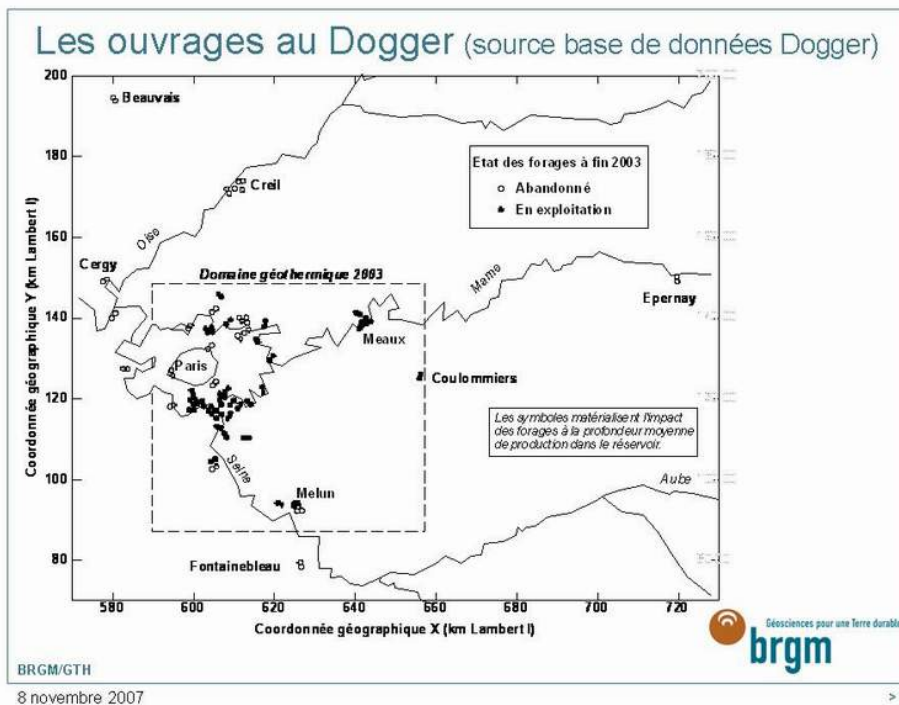 Les ouvrages au Dogger (source base de données Dogger)
200
180
160
140
120
100
80
Coordonnée géographique Y (km Lambert I)
Beauvais
Creil
Oise
Cergy
Etat des forages à fin 2003
Abandonné
En exploitation
Domaine géothermique 2003
Marne
Epernay
Meaux
Paris
Coulommiers
Les symboles matérialisent l'impact
des forages à la profondeur moyenne
de production dans le réservoir.
Seine
Aube
Melun
Fontainebleau
580 600 620 640 660 680 700 720
Coordonnée géographique X (km Lambert I)
Géosciences pour une Terre durable
brgm
BRGM/GTH
8 novembre 2007
>